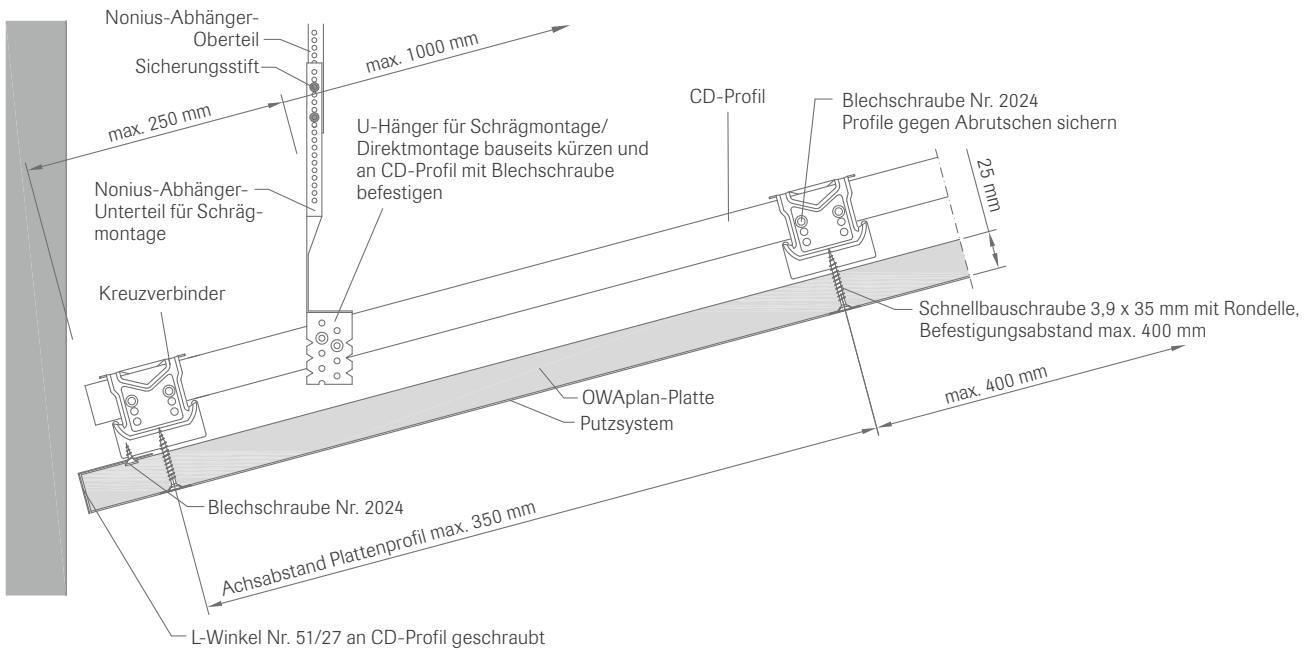 Nonius-Abhänger-
Oberteil
Sicherungsstift
max. 1000 mm
max. 250 mm
U-Hänger für Schrägmontage/
Direktmontage bauseits kürzen und
an CD-Profil mit Blechschraube
befestigen
CD-Profil
Blechschraube Nr. 2024
Profile gegen Abrutschen sichern
25 mm
Nonius-Abhänger-
Unterteil für Schräg-
montage
Kreuzverbinder
Schnellbauschraube 3,9 x 35 mm mit Rondelle,
Befestigungsabstand max. 400 mm
max. 400 mm
OWAplan-Platte
Putzsystem
Blechschraube Nr. 2024
Achsabstand Plattenprofil max. 350 mm
L-Winkel Nr. 51/27 an CD-Profil geschraubt